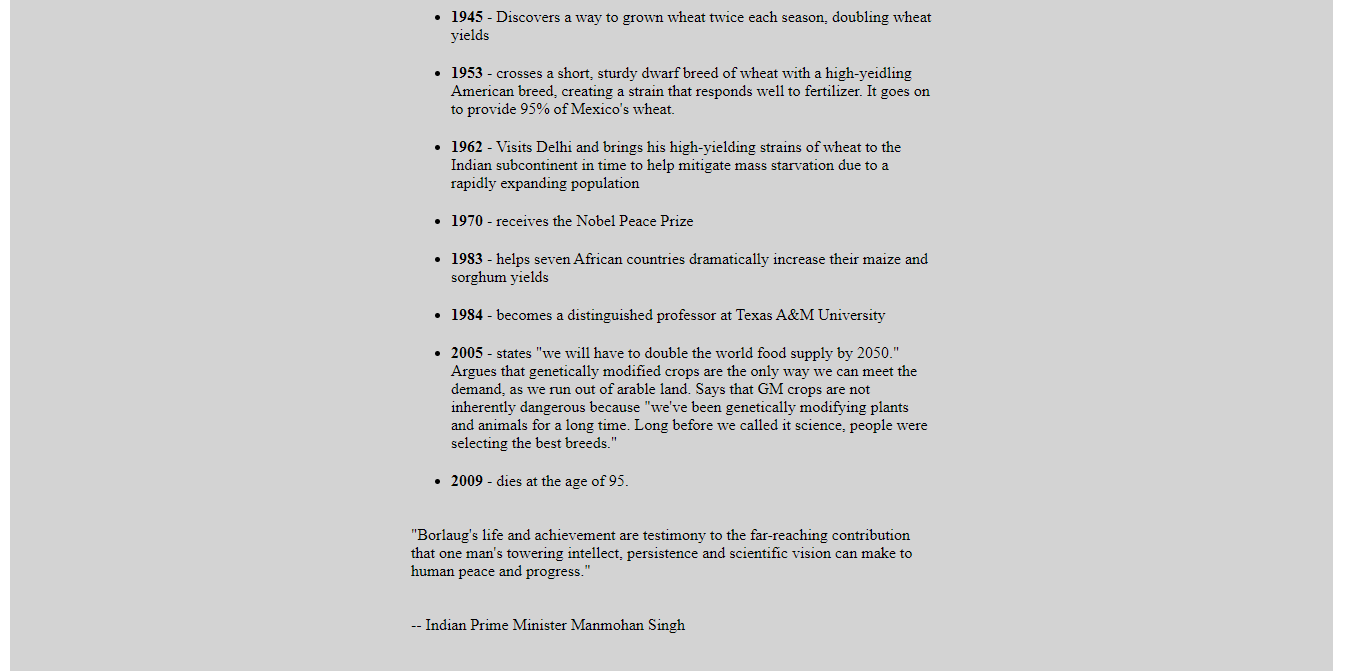 1945 - Discovers a way to grown wheat twice each season, doubling wheat
yields
1953 - crosses a short, sturdy dwarf breed of wheat with a high-yeidling
American breed, creating a strain that responds well to fertilizer. It goes on
to provide 95% of Mexico's wheat.
1962 - Visits Delhi and brings his high-yielding strains of wheat to the
Indian subcontinent in time to help mitigate mass starvation due to a
rapidly expanding population
1970 - receives the Nobel Peace Prize
1983 - helps seven African countries dramatically increase their maize and
sorghum yields
1984 - becomes a distinguished professor at Texas A&M University
2005 - states "we will have to double the world food supply by 2050."
Argues that genetically modified crops are the only way we can meet the
demand, as we run out of arable land. Says that GM crops are not
inherently dangerous because "we've been genetically modifying plants
and animals for a long time. Long before we called it science, people were
selecting the best breeds."
2009 - dies at the age of 95.
"Borlaug's life and achievement are testimony to the far-reaching contribution
that one man's towering intellect, persistence and scientific vision can make to
human peace and progress."
-- Indian Prime Minister Manmohan Singh